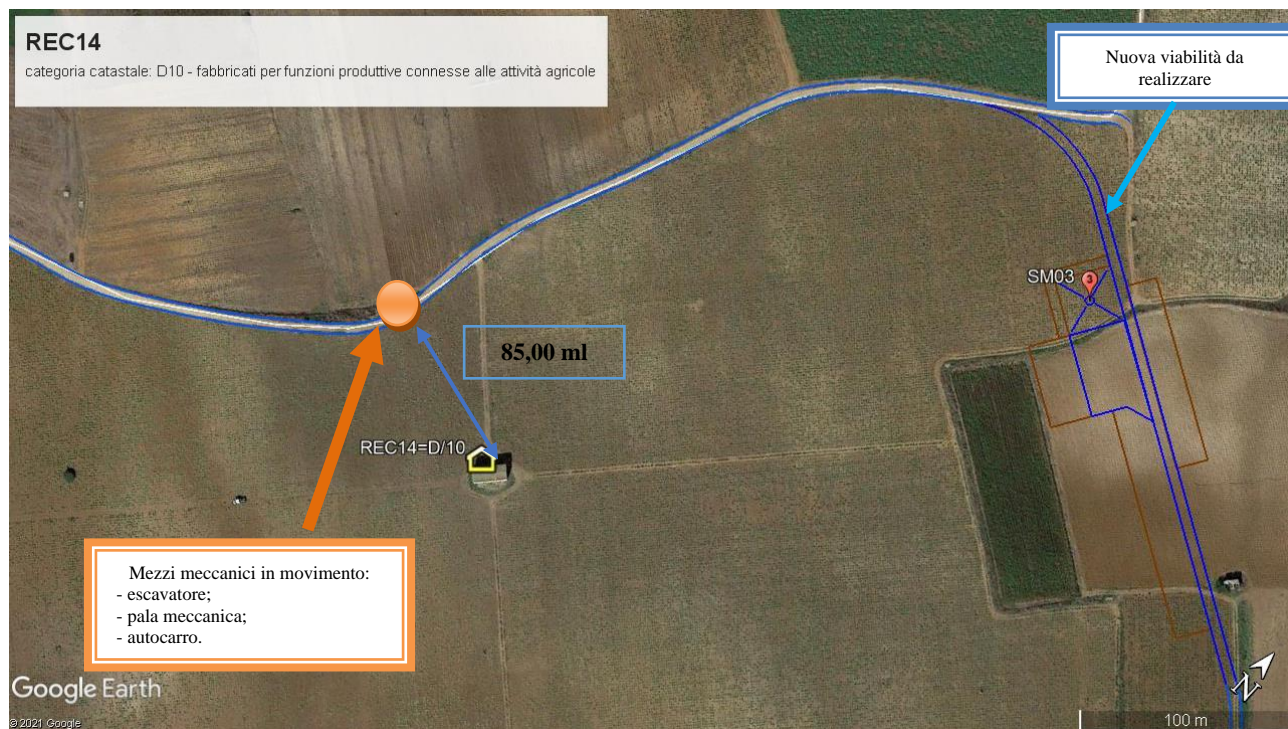 REC14
categoria catastale: D10 - fabbricati per funzioni produttive connesse alle attività agricole
Nuova viabilità da
realizzare
SM03
3
85,00 ml
REC14=D/10
Mezzi meccanici in movimento:
- escavatore;
- pala meccanica;
- autocarro.
N
Google Earth
© 2021 Google
100 m